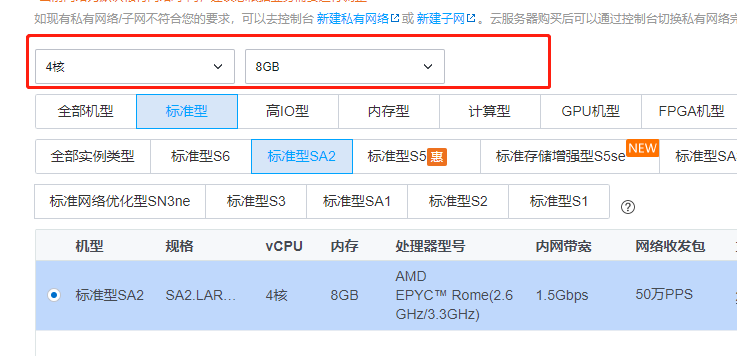 如现有私有网络/子网不符合您的要求，可以去控制台 新建私有网络 或 新建子网 。云服务器购买后可以通过控制台切换私有网络完
4核 8GB
全部机型 标准型 高IO型 内存型 计算型 GPU机型 FPGA机型
全部实例类型 标准型S6 标准型SA2 标准型S5 惠 标准存储增强型S5se NEW 标准型SA
标准网络优化型SN3ne 标准型S3 标准型SA1 标准型S2 标准型S1
机型 规格 vCPU 内存 处理器型号 内网带宽 网络收发包
标准型SA2 SA2.LAR... 4核 8GB AMD EPYC™ Rome(2.6 GHz/3.3GHz) 1.5Gbps 50万PPS